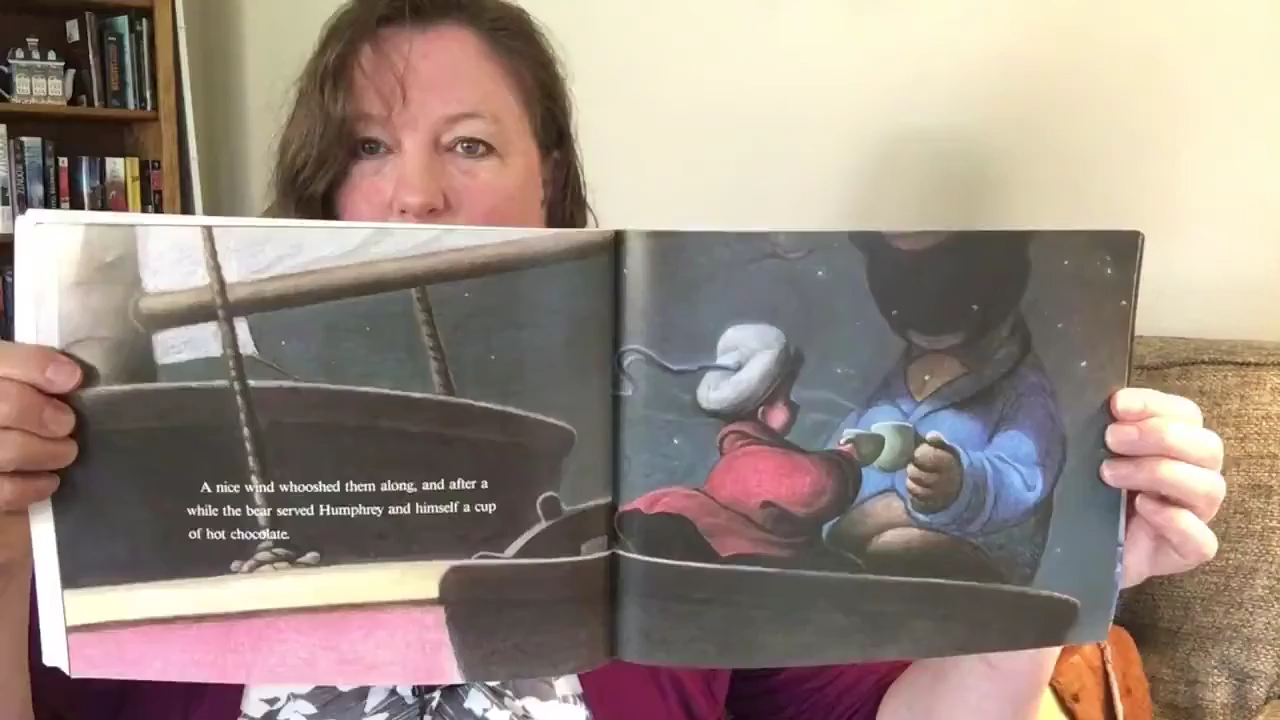 A nice wind whooshed them along, and after a
while the bear served Humphrey and himself a cup
of hot chocolate.